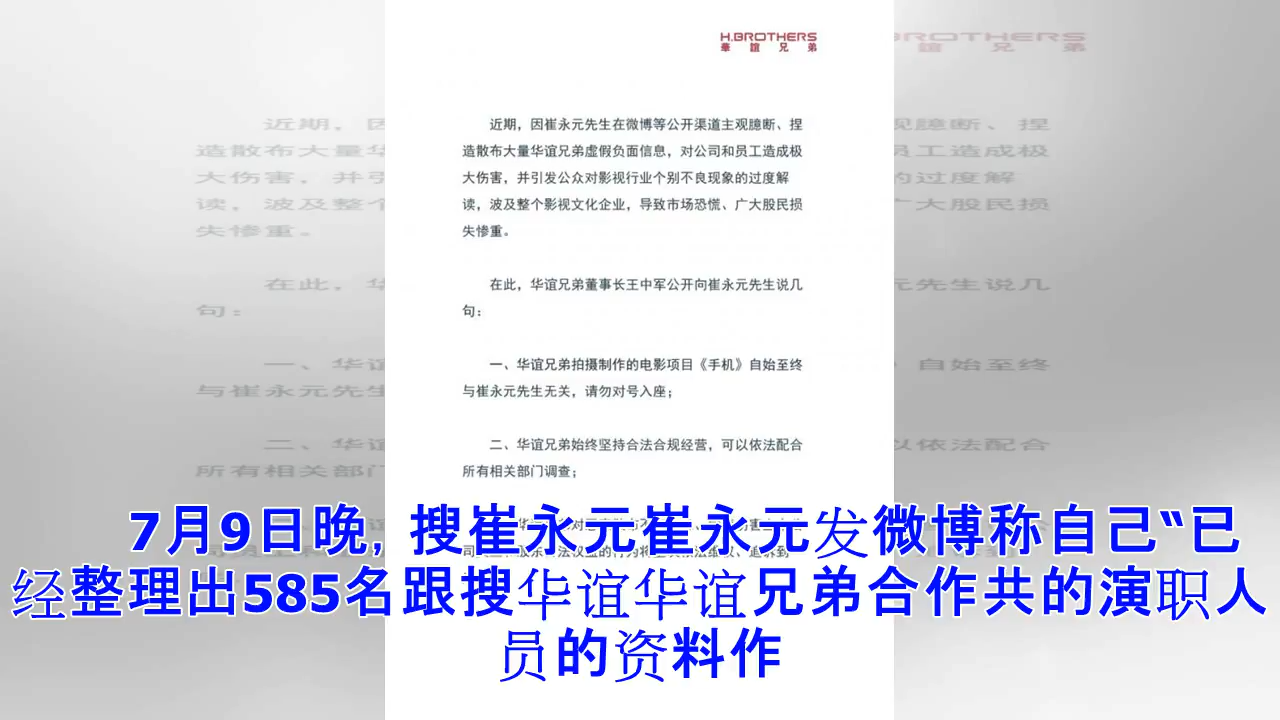 H.BROTHERS
華誼兄弟
近期，因崔永元先生在微博等公开渠道主观臆断、捏
造散布大量华谊兄弟虚假负面信息，对公司和员工造成极
大伤害，并引发公众对影视行业个别不良现象的过度解
读，波及整个影视文化企业，导致市场恐慌、广大股民损
失惨重。
在此，华谊兄弟董事长王中军公开向崔永元先生说几
句：
一、华谊兄弟拍摄制作的电影项目《手机》自始至终
与崔永元先生无关，请勿对号入座；
二、华谊兄弟始终坚持合法合规经营，可以依法配合
所有相关部门调查；
7月9日晚，搜崔永元崔永元发微博称自己“已
经整理出585名跟搜华谊华谊兄弟合作共的演职人
员的资料作